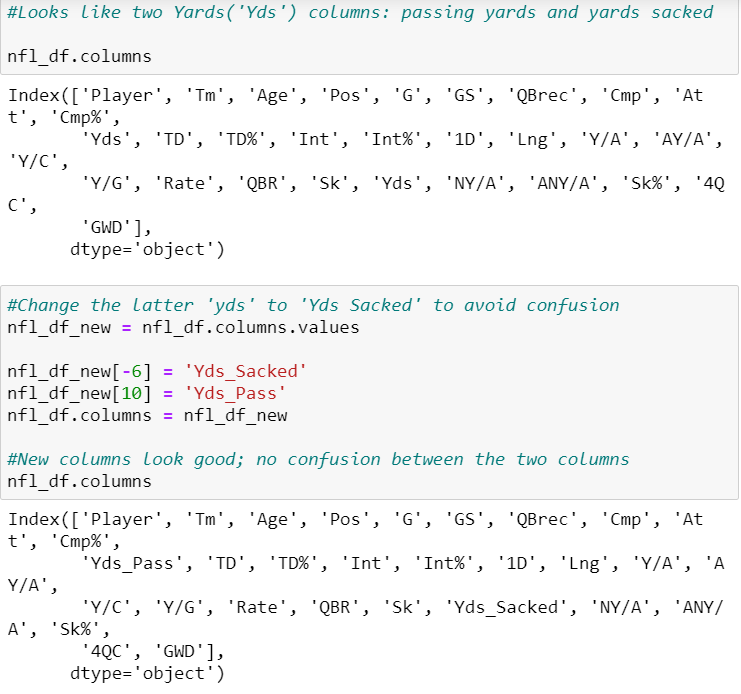 #Looks like two Yards('Yds') columns: passing yards and yards sacked
nfl_df.columns
Index(['Player', 'Tm', 'Age', 'Pos', 'G', 'GS', 'QBrec', 'Cmp', 'At
t', 'Cmp%',
'Yds', 'TD', 'TD%', 'Int', 'Int%', '1D', 'Lng', 'Y/A', 'AY/A',
'Y/C',
'Y/G', 'Rate', 'QBR', 'Sk', 'Yds', 'NY/A', 'ANY/A', 'Sk%', '4Q
C',
'GWD'],
dtype='object')
#Change the latter 'yds' to 'Yds Sacked' to avoid confusion
nfl_df_new = nfl_df.columns.values
nfl_df_new[-6] = 'Yds_Sacked'
nfl_df_new[10] = 'Yds_Pass'
nfl_df.columns = nfl_df_new
#New columns look good; no confusion between the two columns
nfl_df.columns
Index(['Player', 'Tm', 'Age', 'Pos', 'G', 'GS', 'QBrec', 'Cmp', 'At
t', 'Cmp%',
'Yds_Pass', 'TD', 'TD%', 'Int', 'Int%', '1D', 'Lng', 'Y/A', 'A
Y/A',
'Y/C', 'Y/G', 'Rate', 'QBR', 'Sk', 'Yds_Sacked', 'NY/A', 'ANY/
A', 'Sk%',
'4QC', 'GWD'],
dtype='object')